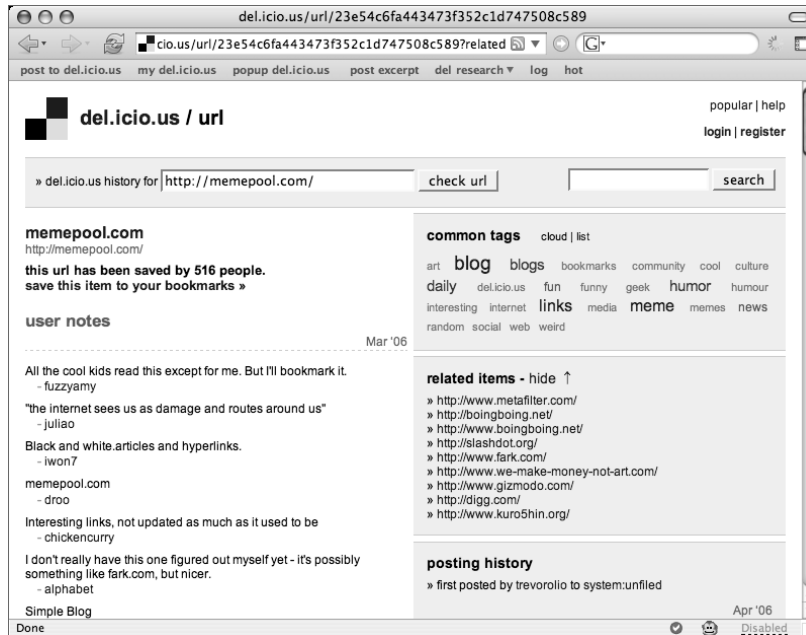 del.icio.us/url/23e54c6fa443473f352c1d747508c589
cio.us/url/23e54c6fa443473f352c1d747508c589?related
G
post to del.icio.us my del.icio.us popup del.icio.us post excerpt del research▾ log hot
del.icio.us / url
popular | help
login | register
» del.icio.us history for http://memepool.com/ check url search
memepool.com
http://memepool.com/
this url has been saved by 516 people.
save this item to your bookmarks »
user notes
Mar '06
All the cool kids read this except for me. But I'll bookmark it.
- fuzzyamy
"the internet sees us as damage and routes around us"
- juliao
Black and white.articles and hyperlinks.
- iwon7
memepool.com
- droo
Interesting links, not updated as much as it used to be
- chickencurry
I don't really have this one figured out myself yet - it's possibly
something like fark.com, but nicer.
- alphabet
Simple Blog
common tags cloud | list
art blog blogs bookmarks community cool culture
daily del.icio.us fun funny geek humor humour
interesting internet links media meme memes news
random social web weird
related items - hide ↑
» http://www.metafilter.com/
» http://boingboing.net/
» http://www.boingboing.net/
» http://slashdot.org/
» http://www.fark.com/
» http://www.we-make-money-not-art.com/
» http://www.gizmodo.com/
» http://digg.com/
» http://www.kuro5hin.org/
posting history
» first posted by trevorolio to system:unfiled
Apr '06
Done Disabled